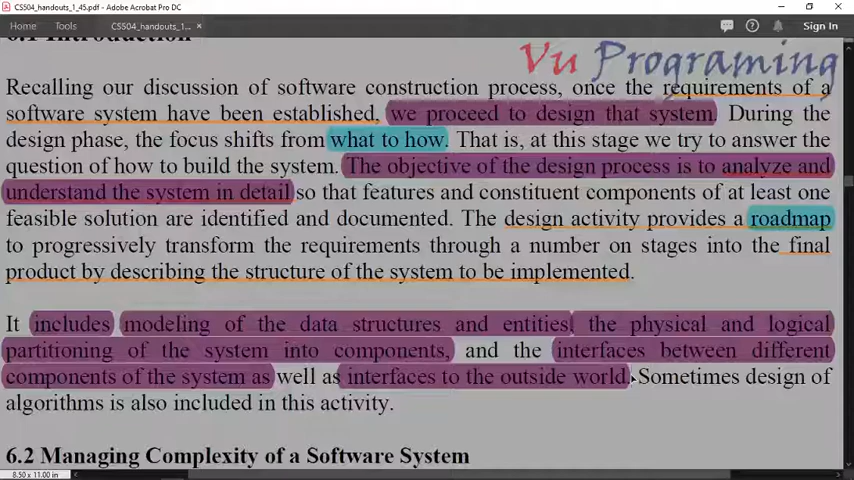 CS504_handouts_1_45.pdf - Adobe Acrobat Pro DC
Home Tools CS504_handouts_1... × Sign In
6.1 Introduction
Vu Programing
Recalling our discussion of software construction process, once the requirements of a
software system have been established, we proceed to design that system. During the
design phase, the focus shifts from what to how. That is, at this stage we try to answer the
question of how to build the system. The objective of the design process is to analyze and
understand the system in detail so that features and constituent components of at least one
feasible solution are identified and documented. The design activity provides a roadmap
to progressively transform the requirements through a number on stages into the final
product by describing the structure of the system to be implemented.
It includes modeling of the data structures and entities, the physical and logical
partitioning of the system into components, and the interfaces between different
components of the system as well as interfaces to the outside world. Sometimes design of
algorithms is also included in this activity.
6.2 Managing Complexity of a Software System
8.50 x 11.00 in